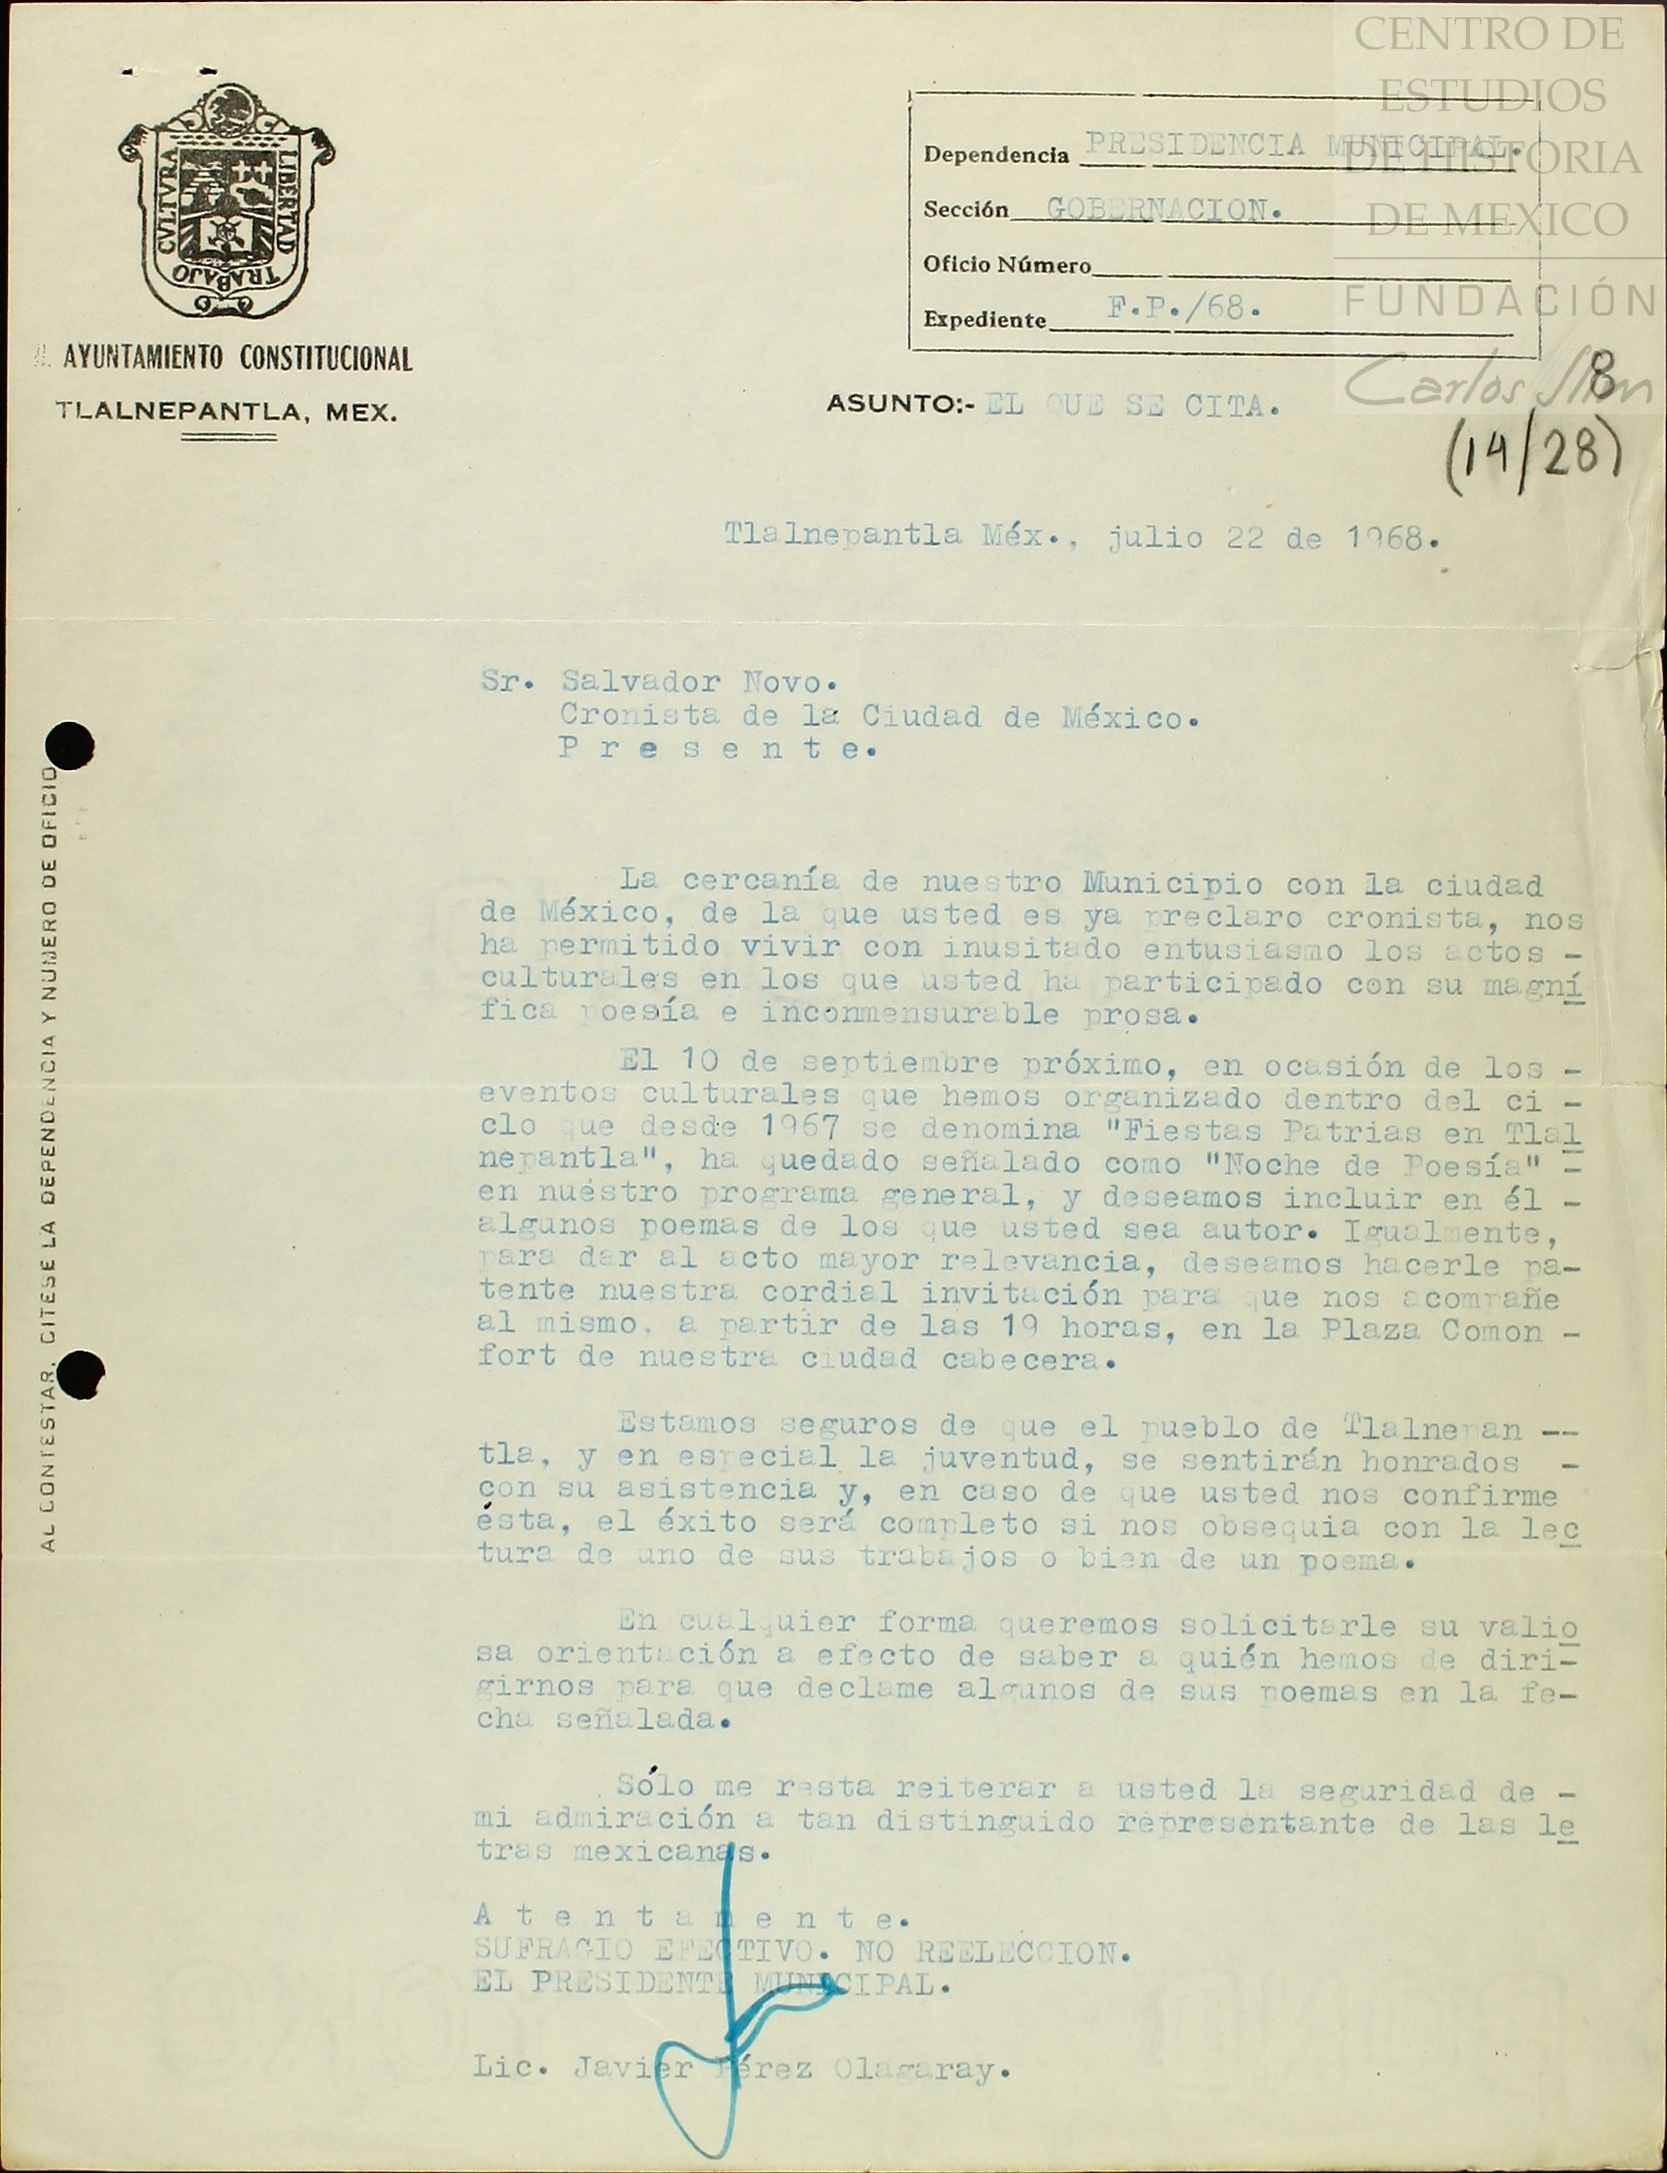 CENTRO DE
ESTUDIOS
DE HISTORIA
DE MEXICO
FUNDACIÓN
Carlos Slim
CVLTVRA
LIBERTAD
TRABAJO
AYUNTAMIENTO CONSTITUCIONAL
TLALNEPANTLA, MEX.
Dependencia PRESIDENCIA MUNICIPAL.
Sección GOBERNACION.
Oficio Número
Expediente F.P./68.
ASUNTO:- EL QUE SE CITA.
8
(14/28)
Tlalnepantla Méx., julio 22 de 1968.
Sr. Salvador Novo.
Cronista de la Ciudad de México.
P r e s e n t e.
La cercanía de nuestro Municipio con la ciudad
de México, de la que usted es ya preclaro cronista, nos
ha permitido vivir con inusitado entusiasmo los actos -
culturales en los que usted ha participado con su magní
fica poesía e inconmensurable prosa.
El 10 de septiembre próximo, en ocasión de los -
eventos culturales que hemos organizado dentro del ci -
clo que desde 1967 se denomina "Fiestas Patrias en Tlal
nepantla", ha quedado señalado como "Noche de Poesía" -
en nuestro programa general, y deseamos incluir en él -
algunos poemas de los que usted sea autor. Igualmente,
para dar al acto mayor relevancia, deseamos hacerle pa-
tente nuestra cordial invitación para que nos acompañe
al mismo, a partir de las 19 horas, en la Plaza Comon -
fort de nuestra ciudad cabecera.
Estamos seguros de que el pueblo de Tlalnepan --
tla, y en especial la juventud, se sentirán honrados -
con su asistencia y, en caso de que usted nos confirme
ésta, el éxito será completo si nos obsequia con la lec
tura de uno de sus trabajos o bien de un poema.
En cualquier forma queremos solicitarle su valio
sa orientación a efecto de saber a quién hemos de diri-
girnos para que declame algunos de sus poemas en la fe-
cha señalada.
Sólo me resta reiterar a usted la seguridad de -
mi admiración a tan distinguido representante de las le
tras mexicanas.
A t e n t a m e n t e.
SUFRAGIO EFECTIVO. NO REELECCION.
EL PRESIDENTE MUNICIPAL.
Lic. Javier Pérez Olagaray.
AL CONTESTAR, CITESE LA DEPENDENCIA Y NUMERO DE OFICIO